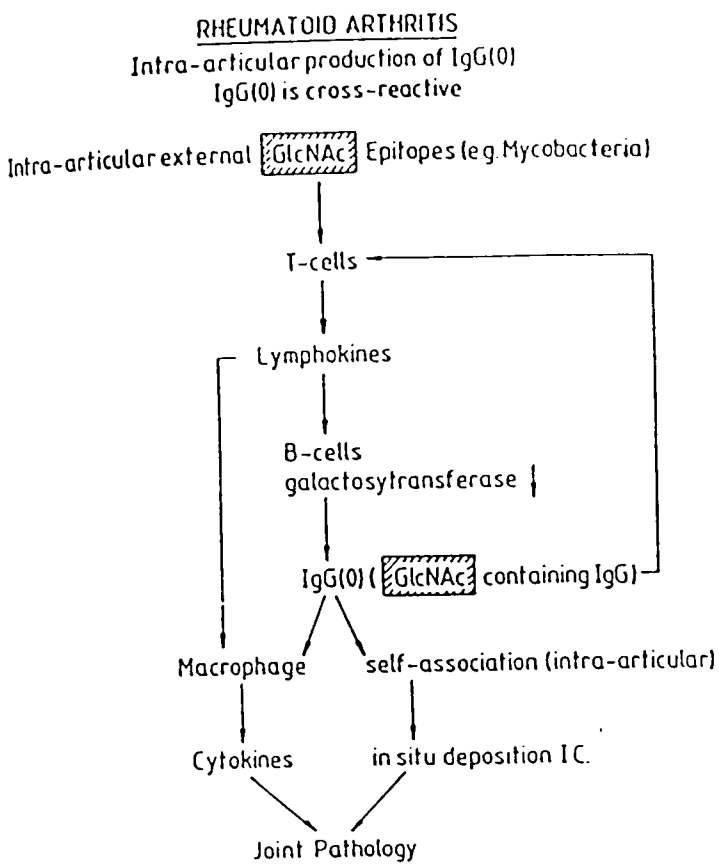 RHEUMATOID ARTHRITIS
Intra-articular production of IgG(0)
IgG(0) is cross-reactive
Intra-articular external GlcNAc Epitopes (eg. Mycobacteria)
T-cells
Lymphokines
B-cells
galactosytransferase ↓
IgG(0) ( GlcNAc containing IgG)
Macrophage self-association (intra-articular)
Cytokines in situ deposition I C.
Joint Pathology